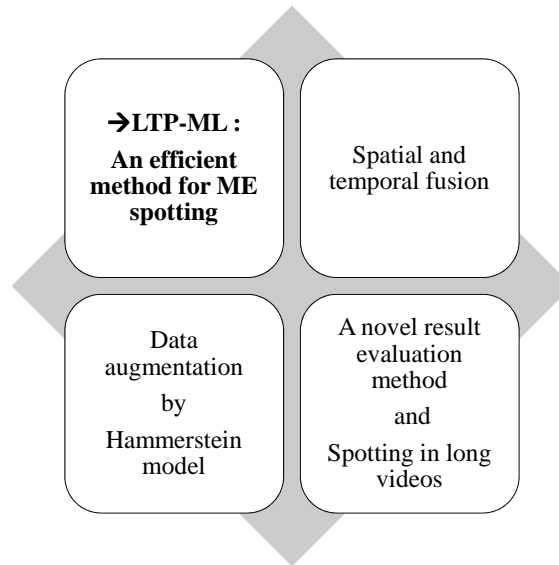 ➔LTP-ML :
An efficient
method for ME
spotting
Spatial and
temporal fusion
Data
augmentation
by
Hammerstein
model
A novel result
evaluation
method
and
Spotting in long
videos